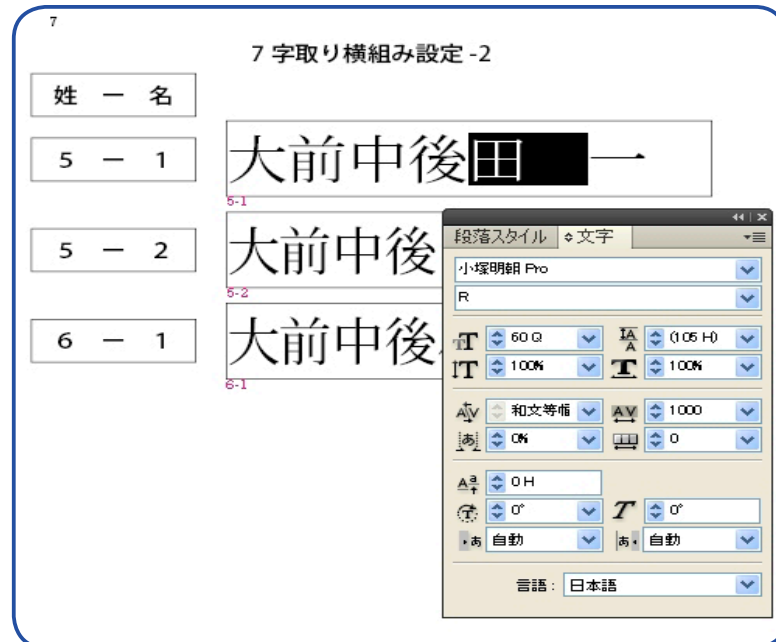 7
7 字取り横組み設定 -2
姓 ー 名
5 ー 1
大前中後田 一
5-1
5 ー 2
大前中後
5-2
6 ー 1
大前中後
6-1
段落スタイル 文字
小塚明朝 Pro
R
60 Q (105 H)
100% 100%
和文等幅 1000
0% 0
0 H
0° 0°
自動 自動
言語 : 日本語